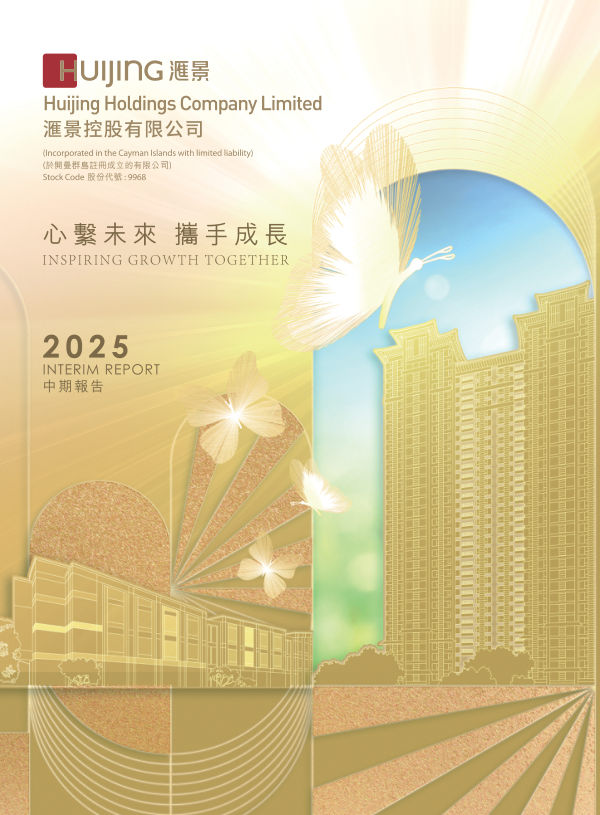 HUIJING 滙景
Huijing Holdings Company Limited
滙景控股有限公司
(Incorporated in the Cayman Islands with limited liability)
(於開曼群島註冊成立的有限公司)
Stock Code 股份代號 : 9968
心繫未來 攜手成長
INSPIRING GROWTH TOGETHER
2025
INTERIM REPORT
中期報告